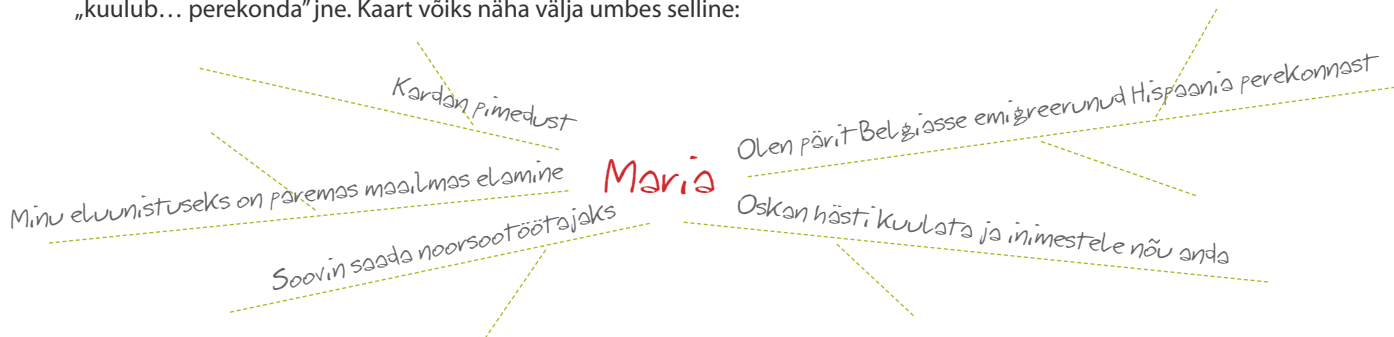 „kuulub… perekonda” jne. Kaart võiks näha välja umbes selline:
Kardan pimedust
Olen pärit Belgiasse emigreerunud Hispaania perekonnast
Maria
Minu eluunistuseks on paremas maailmas elamine
Oskan hästi kuulata ja inimestele nõu anda
Soovin saada noorsootöötajaks